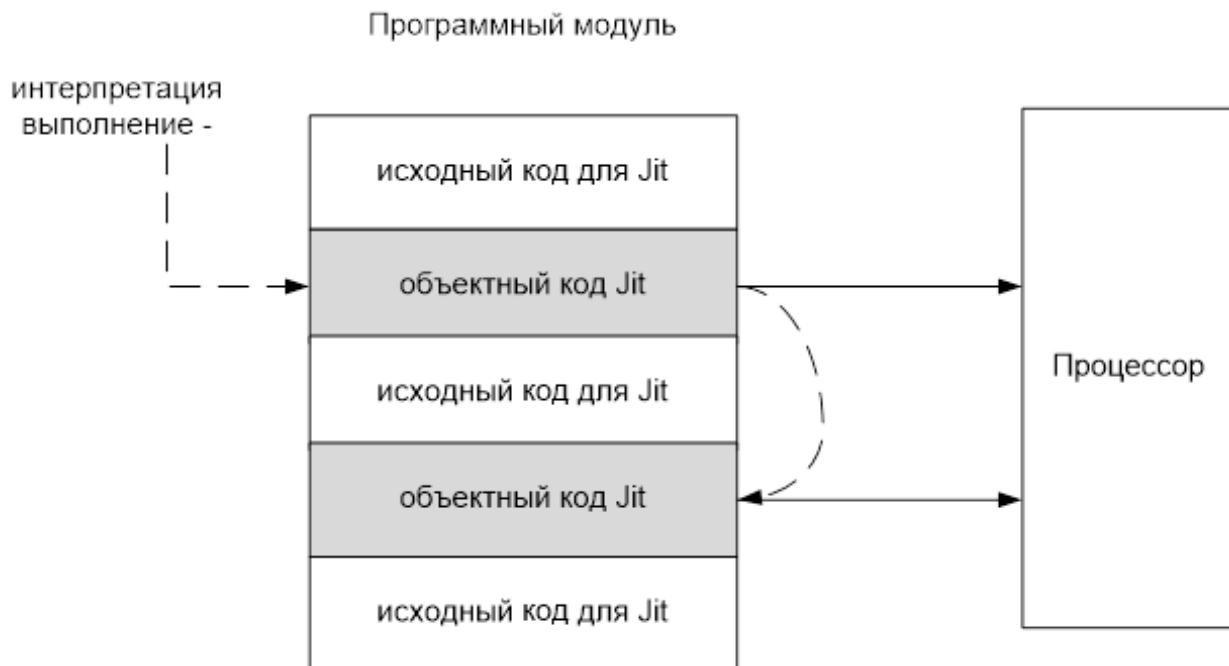 Программный модуль
интерпретация
выполнение -
исходный код для Jit
объектный код Jit
исходный код для Jit
Процессор
объектный код Jit
исходный код для Jit